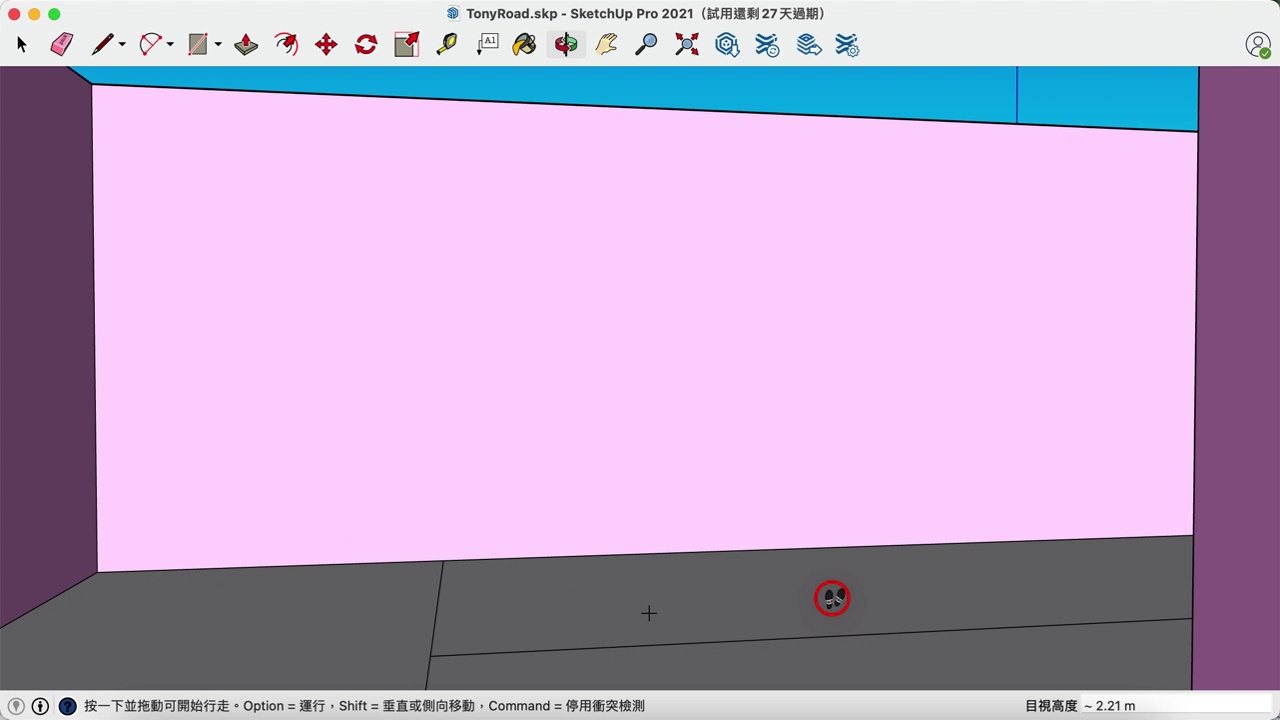 TonyRoad.skp - SketchUp Pro 2021（試用還剩 27 天過期）
A1
按一下並拖動可開始行走。Option = 運行，Shift = 垂直或側向移動，Command = 停用衝突檢測
目視高度 ~ 2.21 m